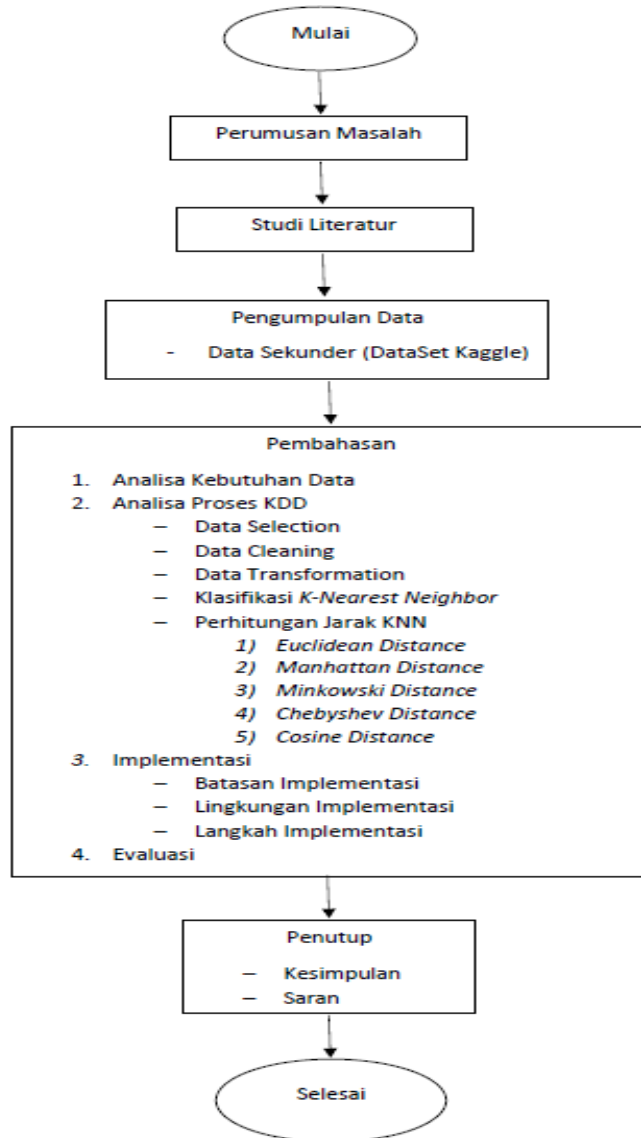 Mulai
Perumusan Masalah
Studi Literatur
Pengumpulan Data
- Data Sekunder (DataSet Kaggle)
Pembahasan
1. Analisa Kebutuhan Data
2. Analisa Proses KDD
– Data Selection
– Data Cleaning
– Data Transformation
– Klasifikasi K-Nearest Neighbor
– Perhitungan Jarak KNN
1) Euclidean Distance
2) Manhattan Distance
3) Minkowski Distance
4) Chebyshev Distance
5) Cosine Distance
3. Implementasi
– Batasan Implementasi
– Lingkungan Implementasi
– Langkah Implementasi
4. Evaluasi
Penutup
– Kesimpulan
– Saran
Selesai